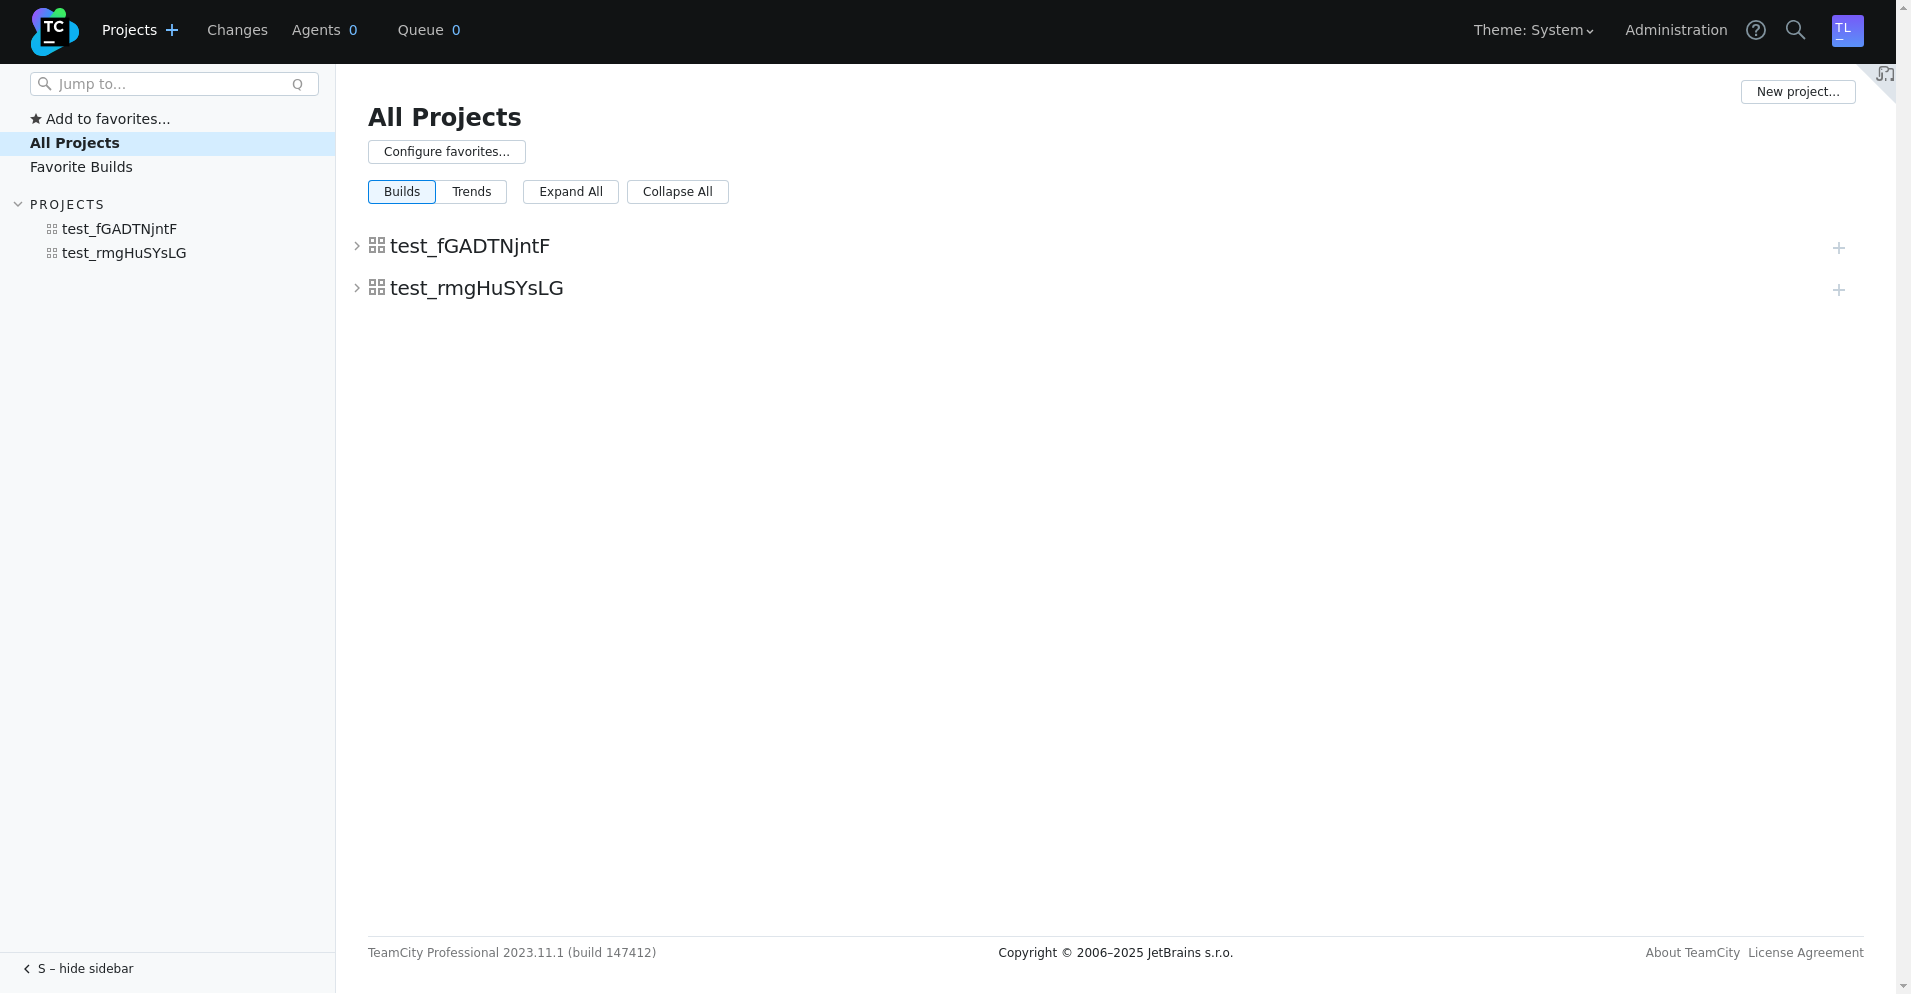 TC
Projects
Changes
Agents 0
Queue 0
Theme: System
Administration
TL
Jump to...
Q
Add to favorites...
All Projects
Favorite Builds
PROJECTS
test_fGADTNjntF
test_rmgHuSYsLG
S – hide sidebar
New project...
All Projects
Configure favorites...
Builds
Trends
Expand All
Collapse All
test_fGADTNjntF
test_rmgHuSYsLG
TeamCity Professional 2023.11.1 (build 147412)
Copyright © 2006–2025 JetBrains s.r.o.
About TeamCity
License Agreement